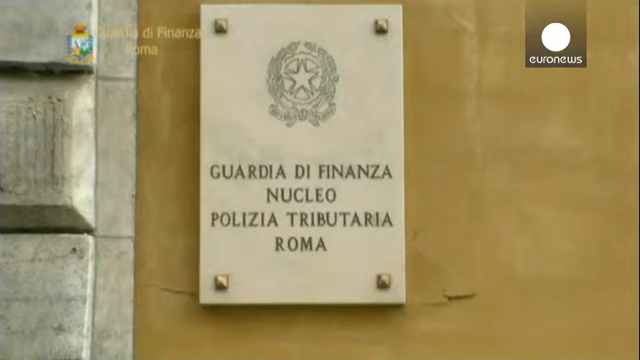 Guardia di Finanza
Roma
euronews
GUARDIA DI FINANZA
NUCLEO
POLIZIA TRIBUTARIA
ROMA